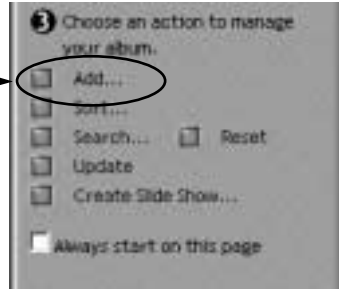 3 Choose an action to manage
your album.
Add...
Sort...
Search... Reset
Update
Create Slide Show...
Always start on this page